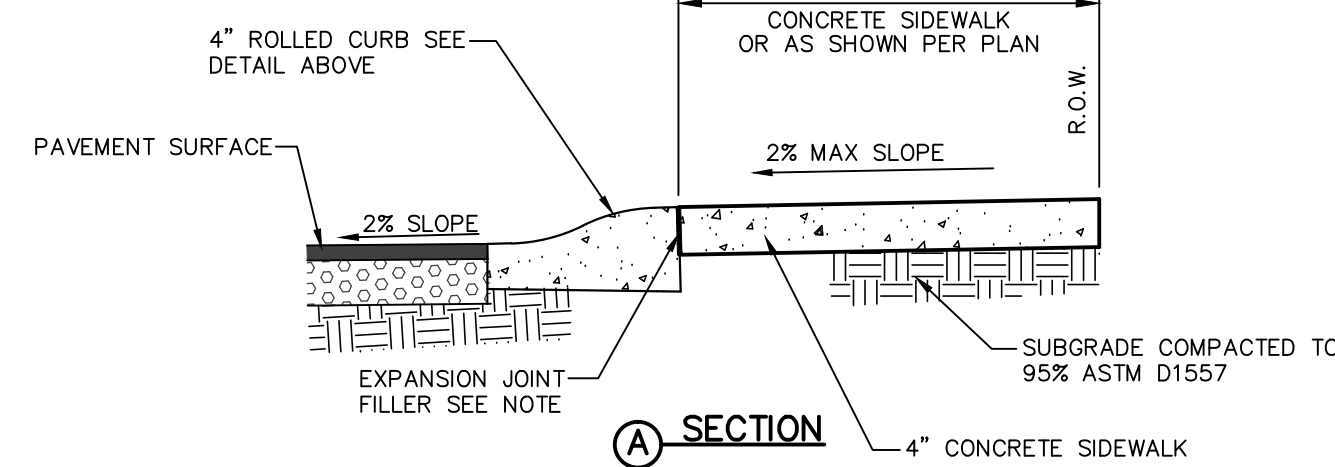 CONCRETE SIDEWALK
OR AS SHOWN PER PLAN
4” ROLLED CURB SEE
DETAIL ABOVE
R.O.W.
PAVEMENT SURFACE
2% MAX SLOPE
2% SLOPE
SUBGRADE COMPACTED TO
95% ASTM D1557
EXPANSION JOINT
FILLER SEE NOTE
A SECTION
4” CONCRETE SIDEWALK